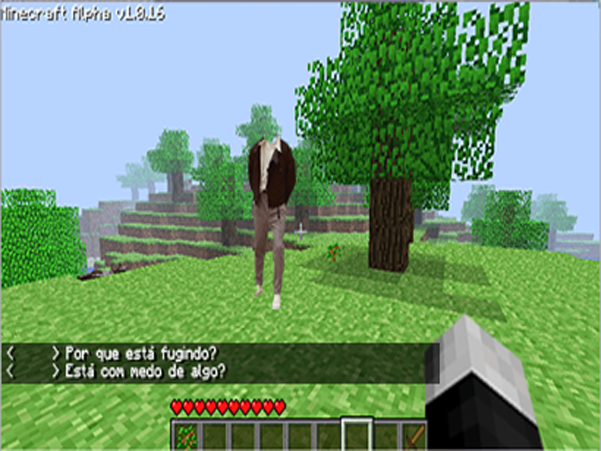 Minecraft Alpha v1.0.16
<      > Por que está fugindo?
<      > Está com medo de algo?